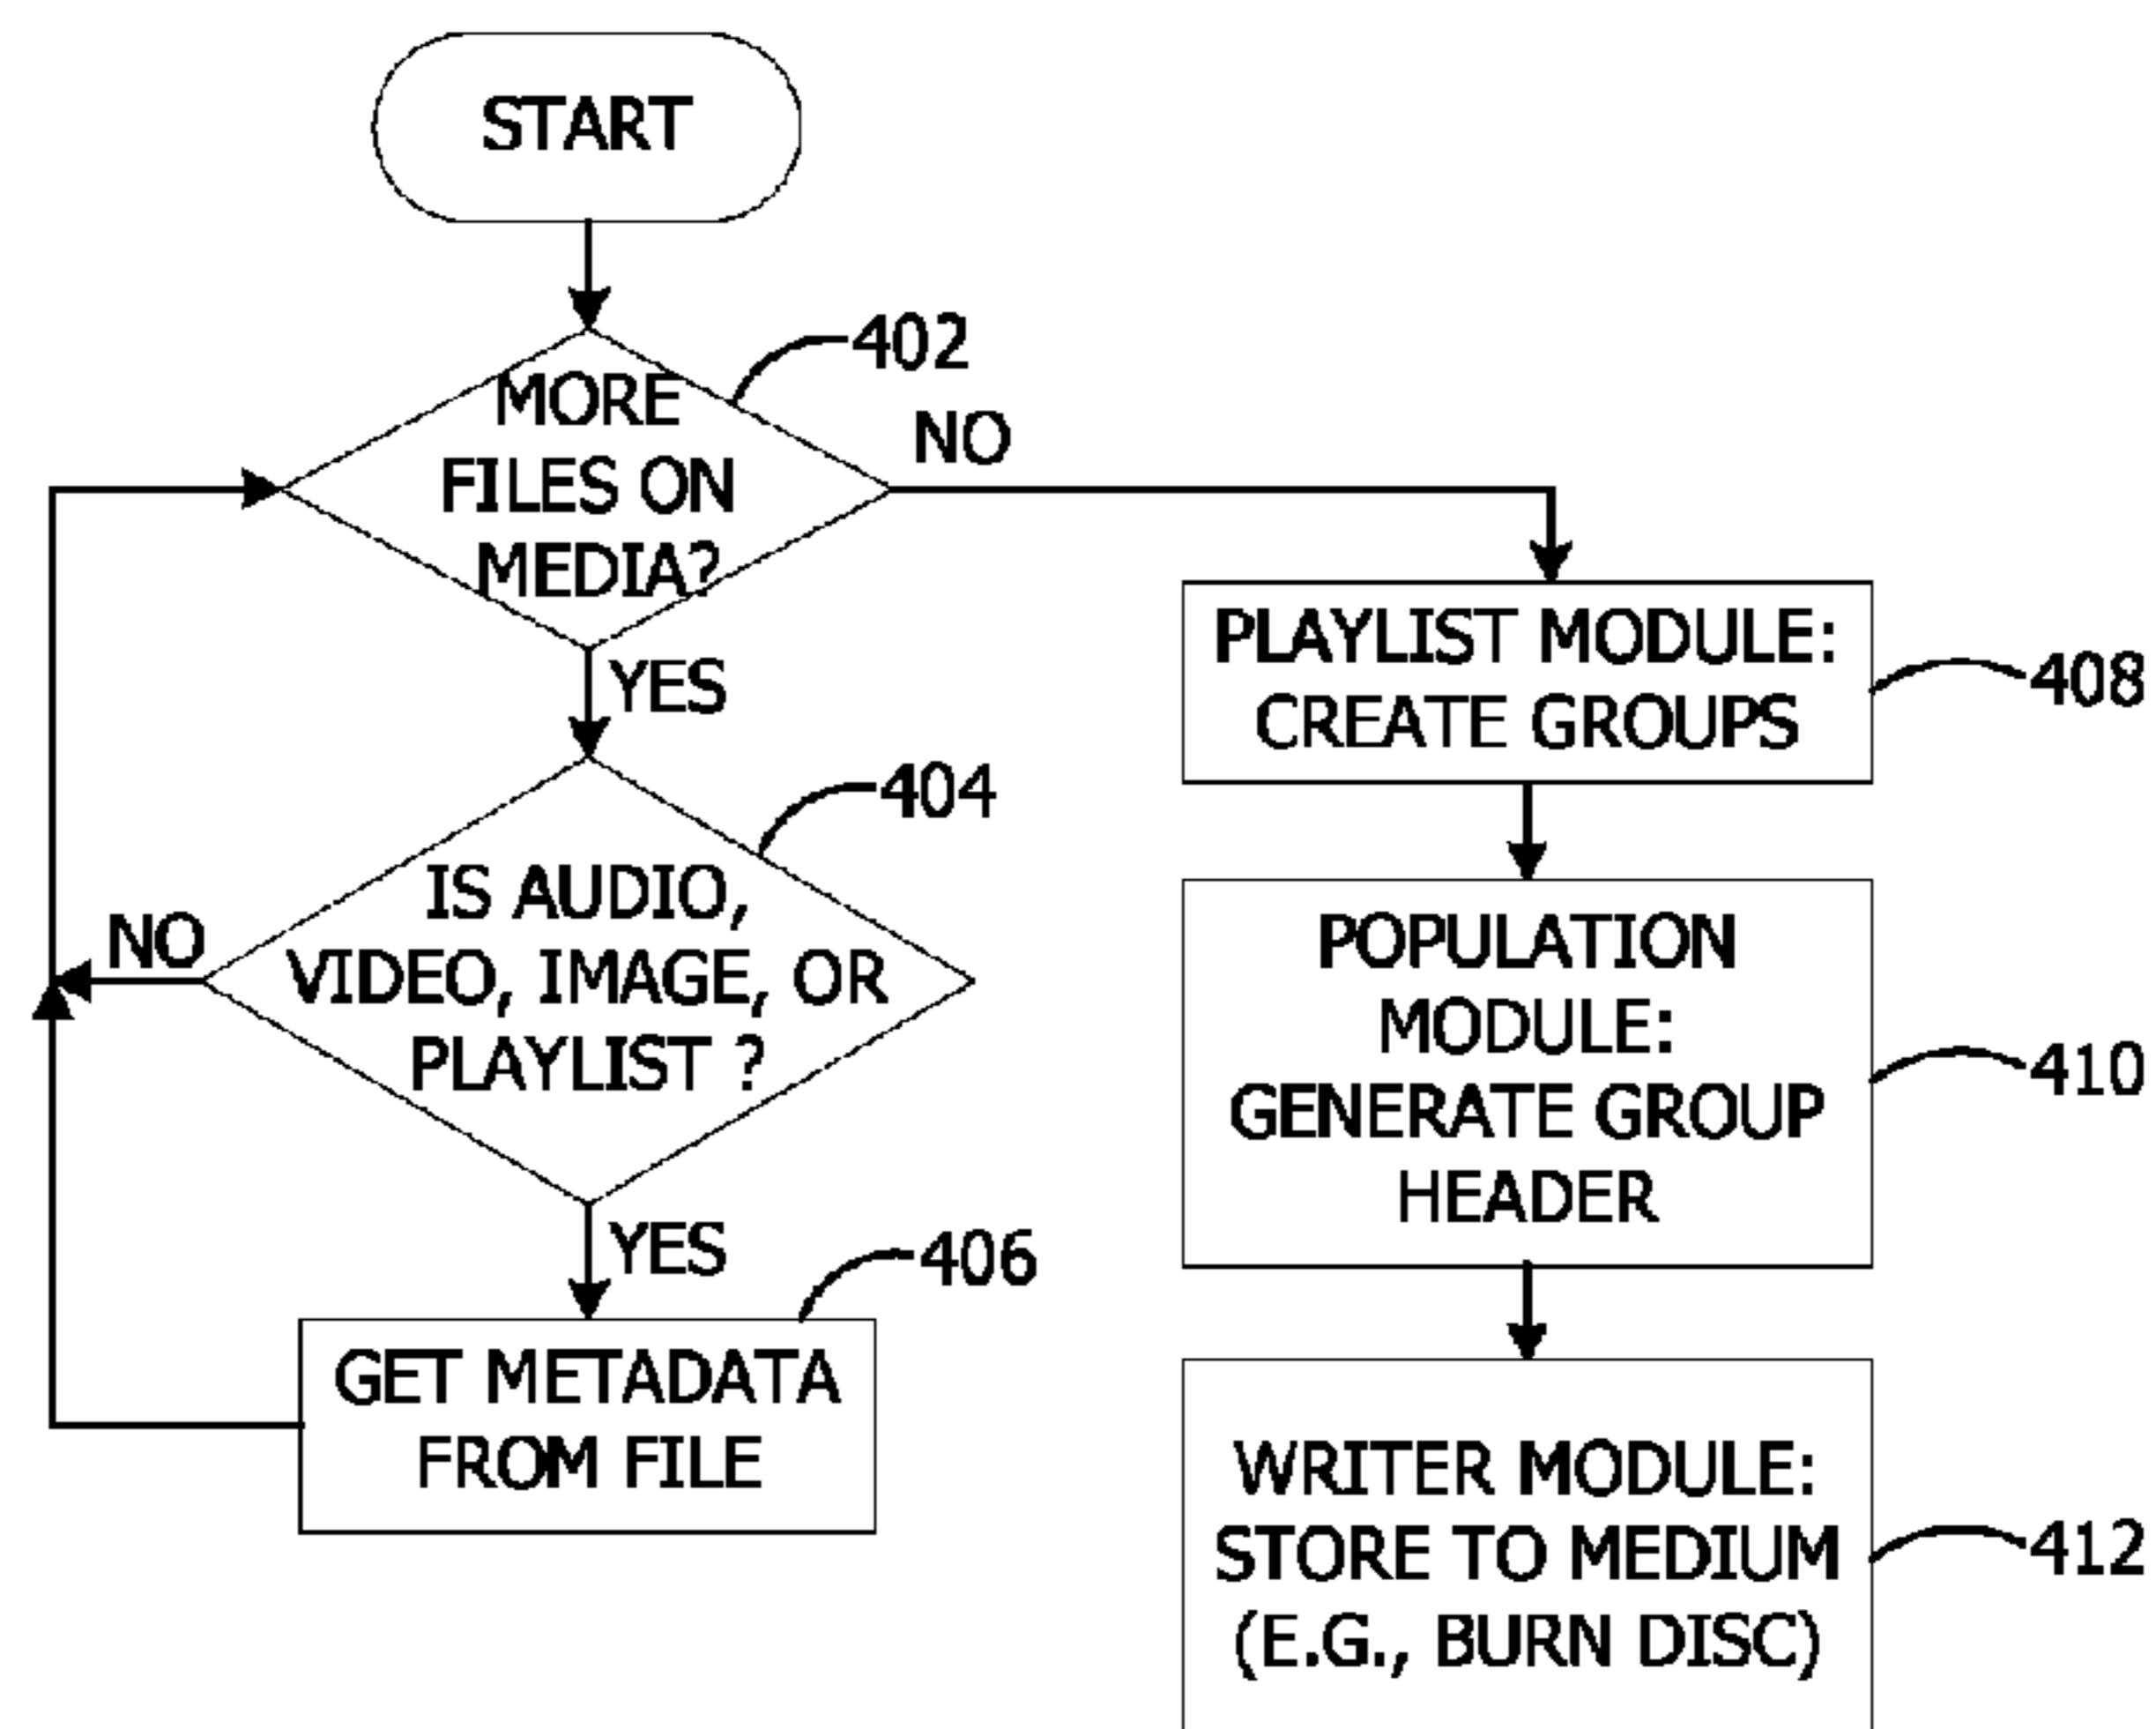 START
402
MORE
FILES ON
MEDIA?
NO
YES
404
IS AUDIO,
VIDEO, IMAGE, OR
PLAYLIST ?
NO
YES
406
GET METADATA
FROM FILE
PLAYLIST MODULE:
CREATE GROUPS
408
POPULATION
MODULE:
GENERATE GROUP
HEADER
410
WRITER MODULE:
STORE TO MEDIUM
(E.G., BURN DISC)
412